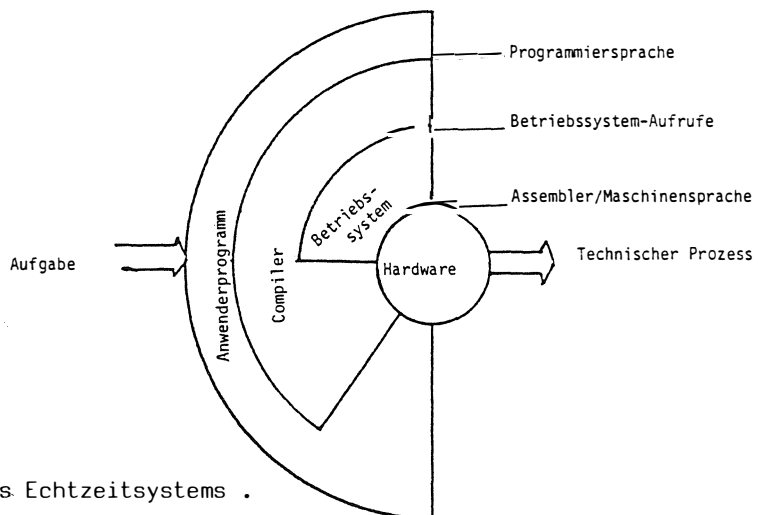 Programmiersprache
Betriebssystem-Aufrufe
Assembler/Maschinensprache
Betriebs-
system
Anwenderprogramm
Compiler
Hardware
Aufgabe
Technischer Prozess
s Echtzeitsystems .